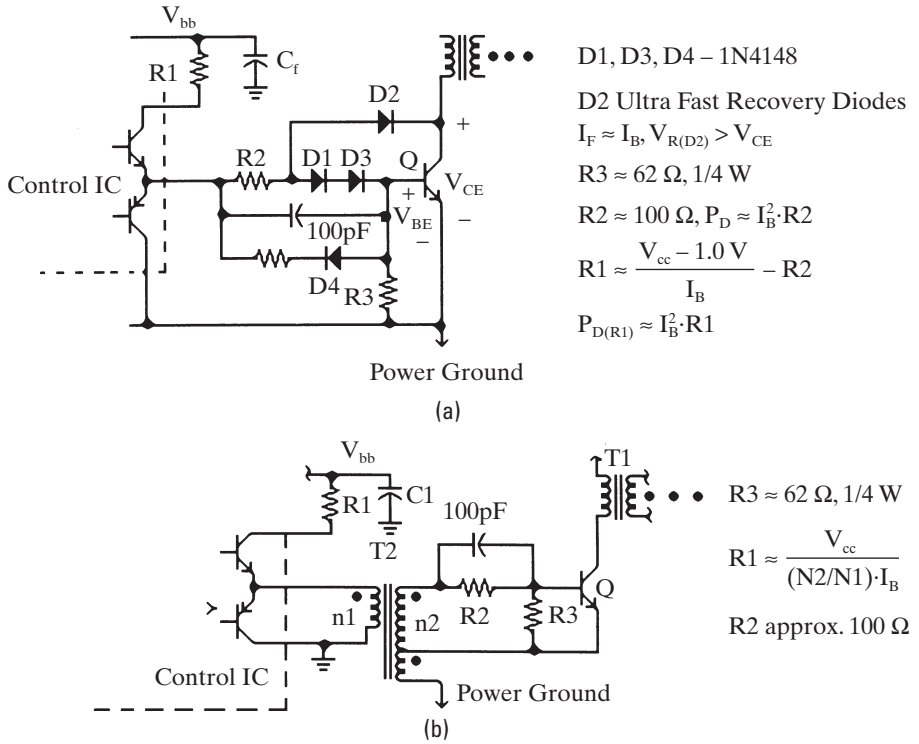 V_bb
R1
C_f
D1, D3, D4 – 1N4148
D2
D2 Ultra Fast Recovery Diodes
+
I_F ≈ I_B, V_R(D2) > V_CE
R2
D1 D3
Q
Control IC
+
V_CE
R3 ≈ 62 Ω, 1/4 W
V_BE
100pF
–
–
R2 ≈ 100 Ω, P_D ≈ I_B^2·R2
D4
R3
R1 ≈ (V_cc – 1.0 V)/I_B – R2
P_D(R1) ≈ I_B^2·R1
Power Ground
(a)
V_bb
T1
R1
C1
100pF
R3 ≈ 62 Ω, 1/4 W
T2
R1 ≈ V_cc/((N2/N1)·I_B)
n1
n2
R2
R3
Q
R2 approx. 100 Ω
Control IC
Power Ground
(b)